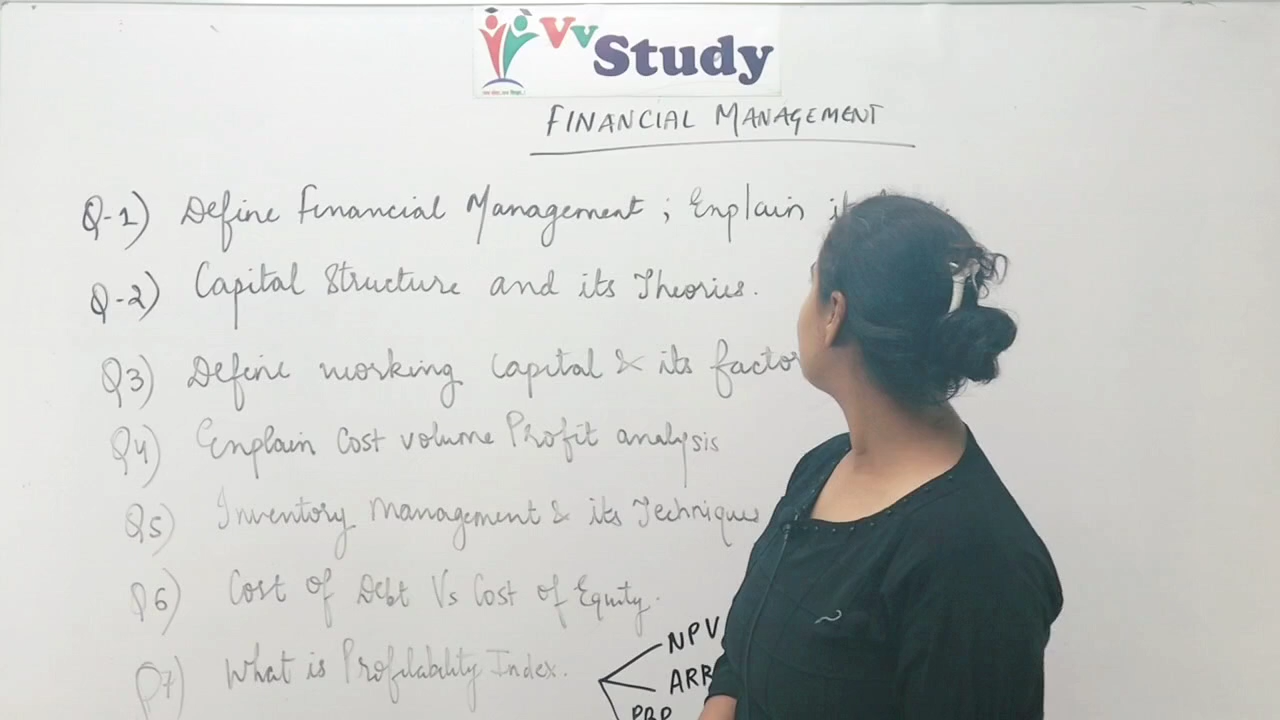 Vv Study
FINANCIAL MANAGEMENT
Q-1) Define Financial Management; Explain
Q-2) Capital Structure and its Theories.
Q3) Define working capital & its factor
Q4) Explain Cost volume Profit analysis
Q5) Inventory Management & its Techniques
Q6) Cost of Debt Vs Cost of Equity.
Q7) What is Profitability Index.
NPV
ARR
PBP